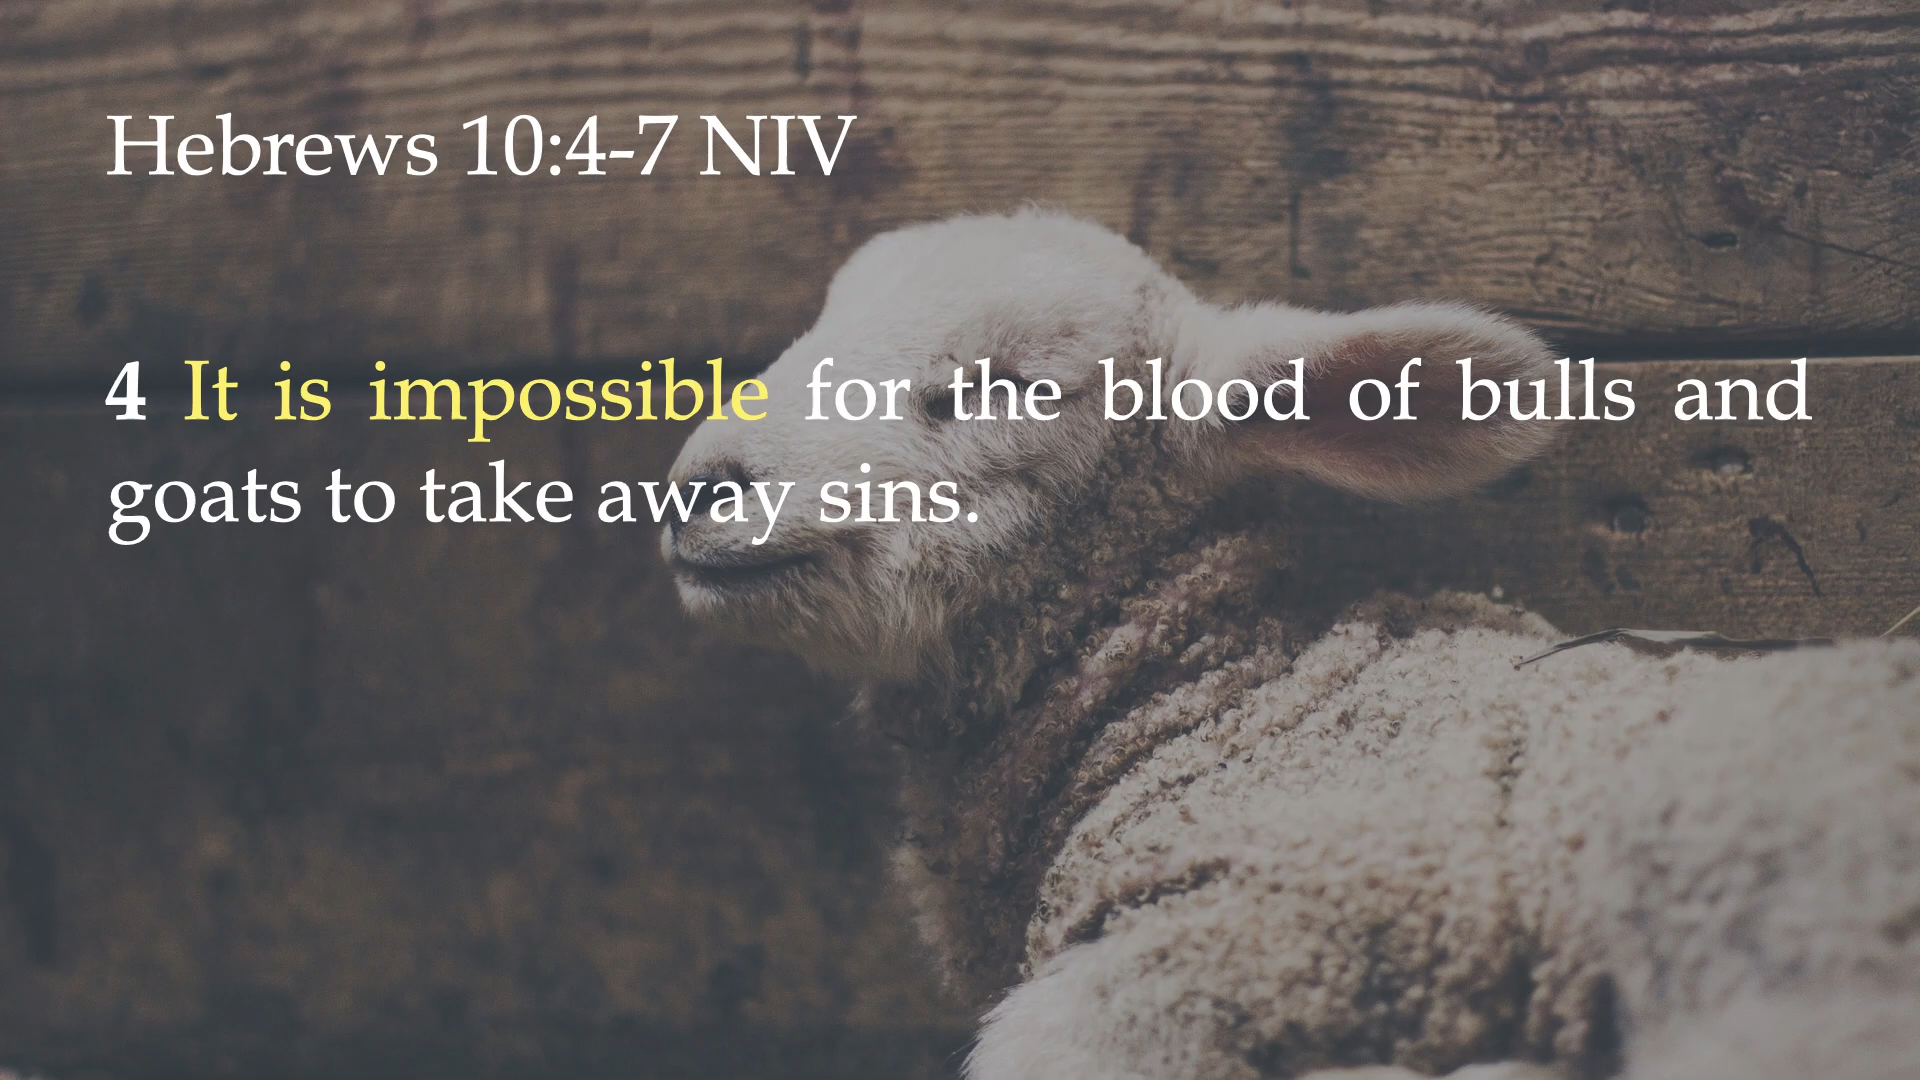 Hebrews 10:4-7 NIV
4 It is impossible for the blood of bulls and
goats to take away sins.